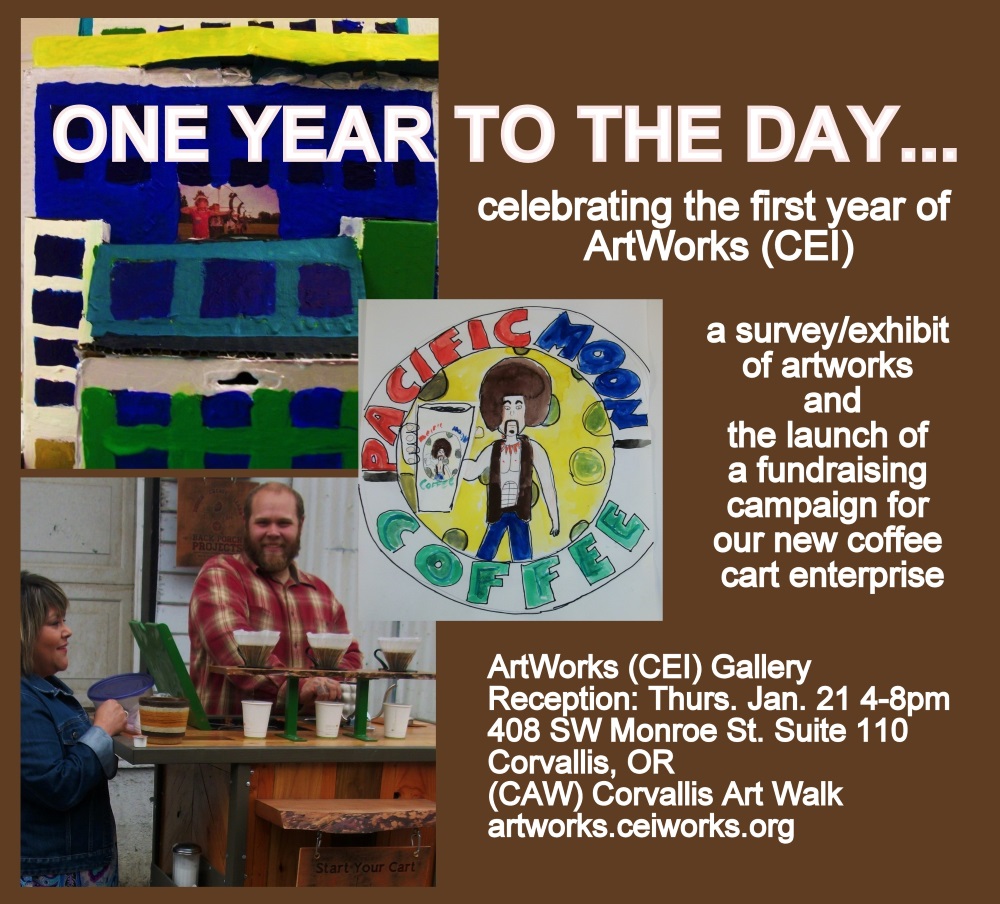 ONE YEAR TO THE DAY...
celebrating the first year of
ArtWorks (CEI)
PACIFIC MOON
COFFEE
a survey/exhibit
of artworks
and
the launch of
a fundraising
campaign for
our new coffee
cart enterprise
BACK PORCH
PROJECTS
ArtWorks (CEI) Gallery
Reception: Thurs. Jan. 21 4-8pm
408 SW Monroe St. Suite 110
Corvallis, OR
(CAW) Corvallis Art Walk
artworks.ceiworks.org
Start Your Cart